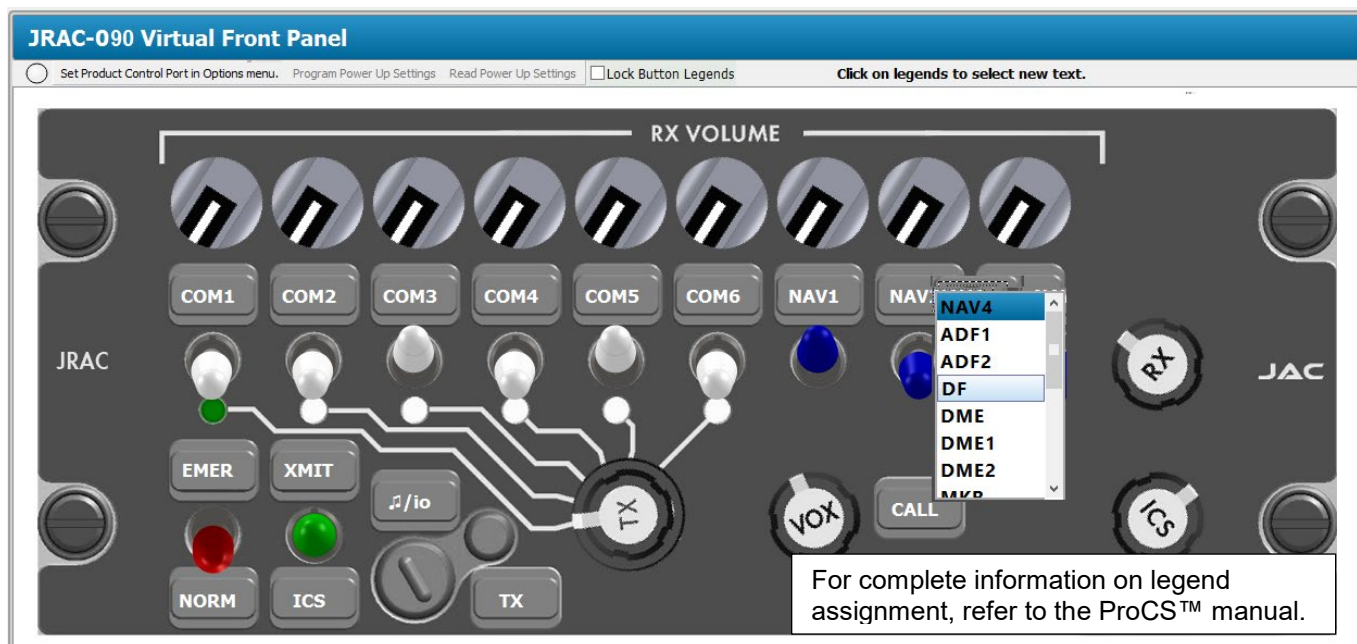 JRAC-090 Virtual Front Panel
Set Product Control Port in Options menu. Program Power Up Settings Read Power Up Settings Lock Button Legends Click on legends to select new text.
RX VOLUME
COM1 COM2 COM3 COM4 COM5 COM6 NAV1
NAV4
ADF1
ADF2
DF
DME
DME1
DME2
MKR
JRAC
RX
JAC
EMER XMIT
♫/io
TX
VOX
CALL
ICS
NORM ICS
TX
For complete information on legend
assignment, refer to the ProCS™ manual.